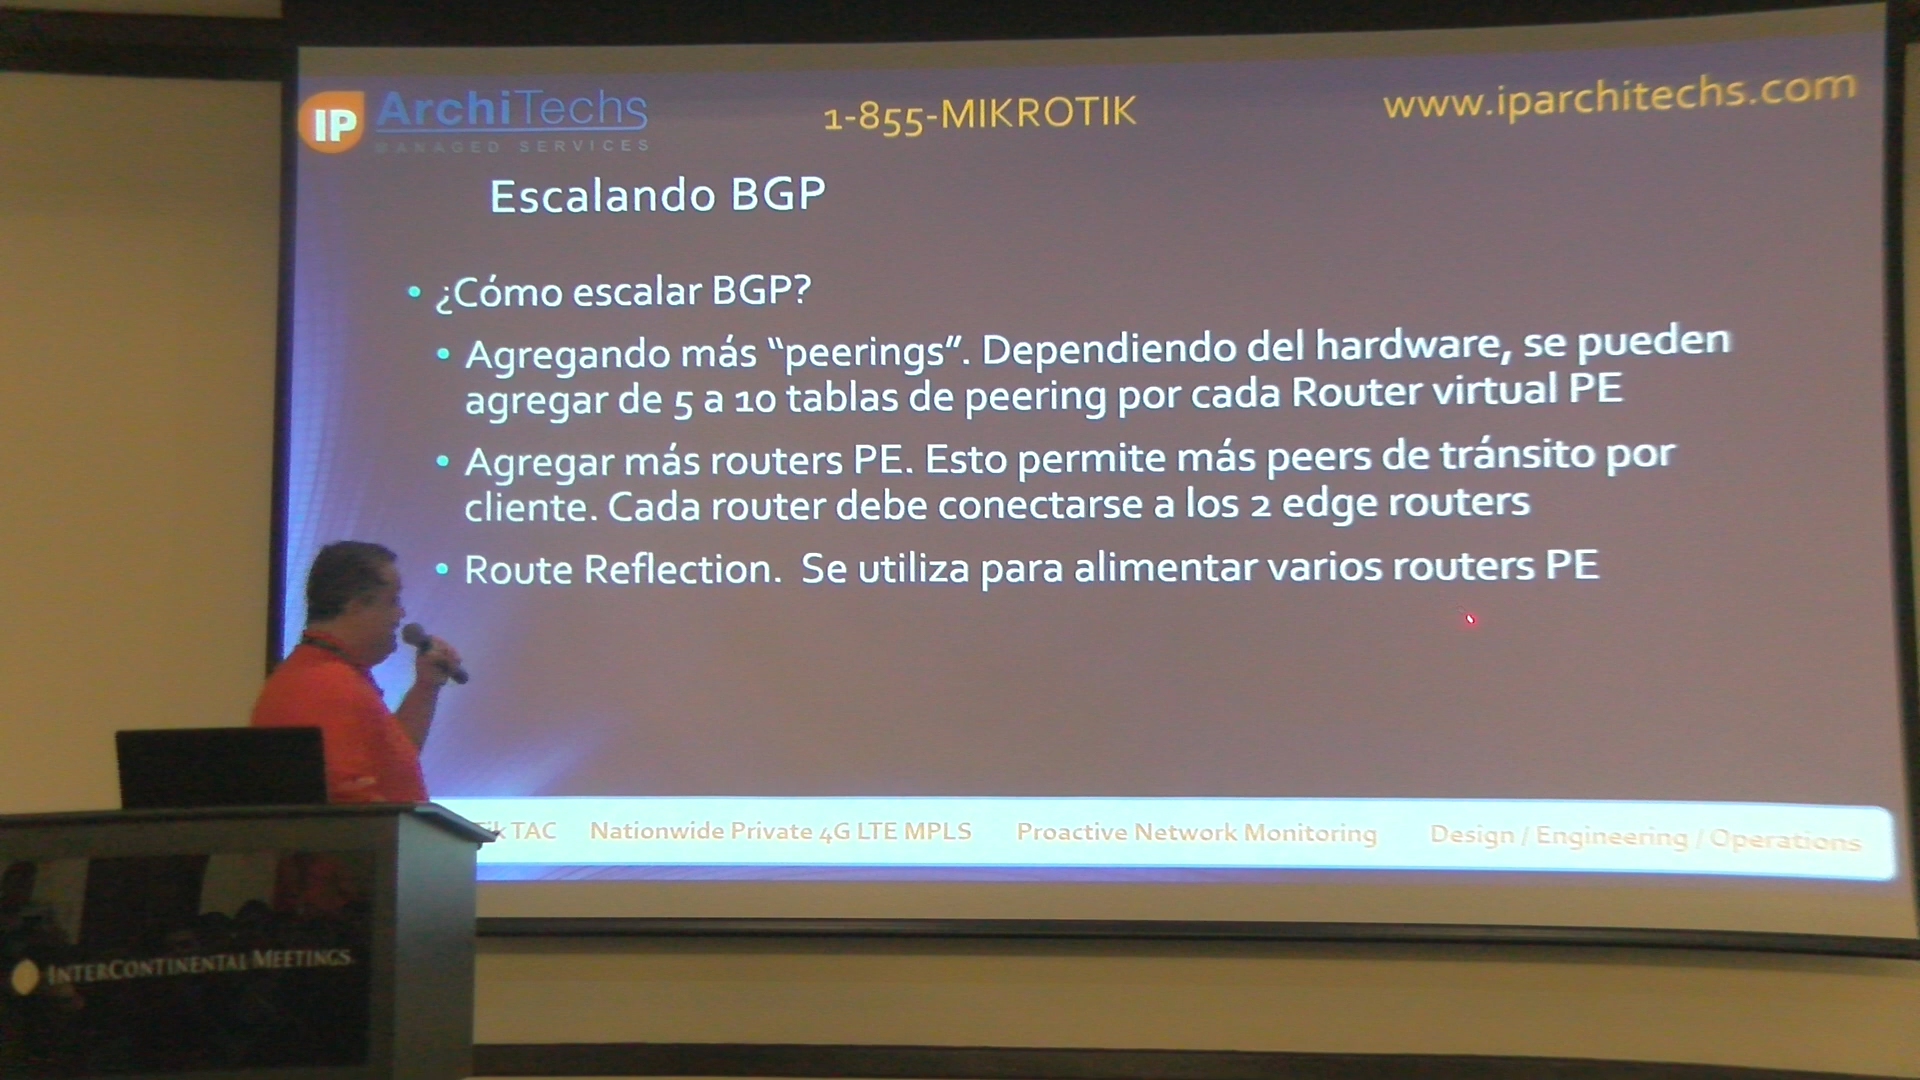 IP ArchiTechs
MANAGED SERVICES
1-855-MIKROTIK
www.iparchitechs.com
Escalando BGP
• ¿Cómo escalar BGP?
• Agregando más “peerings”. Dependiendo del hardware, se pueden
agregar de 5 a 10 tablas de peering por cada Router virtual PE
• Agregar más routers PE. Esto permite más peers de tránsito por
cliente. Cada router debe conectarse a los 2 edge routers
• Route Reflection. Se utiliza para alimentar varios routers PE
TAC Nationwide Private 4G LTE MPLS Proactive Network Monitoring Design / Engineering / Operations
INTERCONTINENTAL MEETINGS